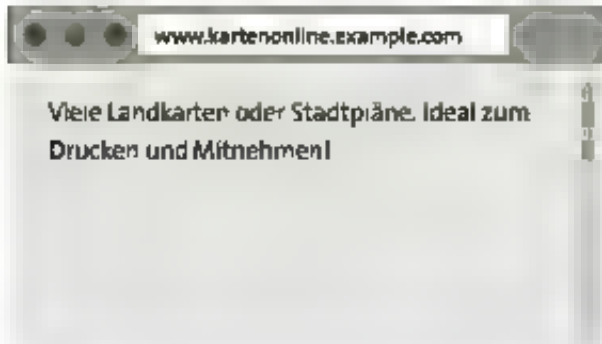 www.kartenonline.example.com
Viele Landkarten oder Stadtpläne. Ideal zum
Drucken und Mitnehmen!